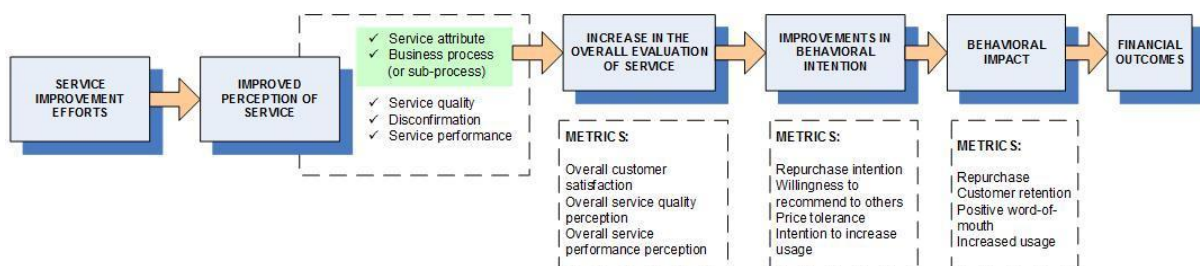 SERVICE
IMPROVEMENT
EFFORTS
IMPROVED
PERCEPTION OF
SERVICE
✓ Service attribute
✓ Business process
(or sub-process)
✓ Service quality
✓ Disconfirmation
✓ Service performance
INCREASE IN THE
OVERALL EVALUATION
OF SERVICE
METRICS:
Overall customer
satisfaction
Overall service quality
perception
Overall service
performance perception
IMPROVEMENTS IN
BEHAVIORAL
INTENTION
METRICS:
Repurchase intention
Willingness to
recommend to others
Price tolerance
Intention to increase
usage
BEHAVIORAL
IMPACT
METRICS:
Repurchase
Customer retention
Positive word-of-
mouth
Increased usage
FINANCIAL
OUTCOMES